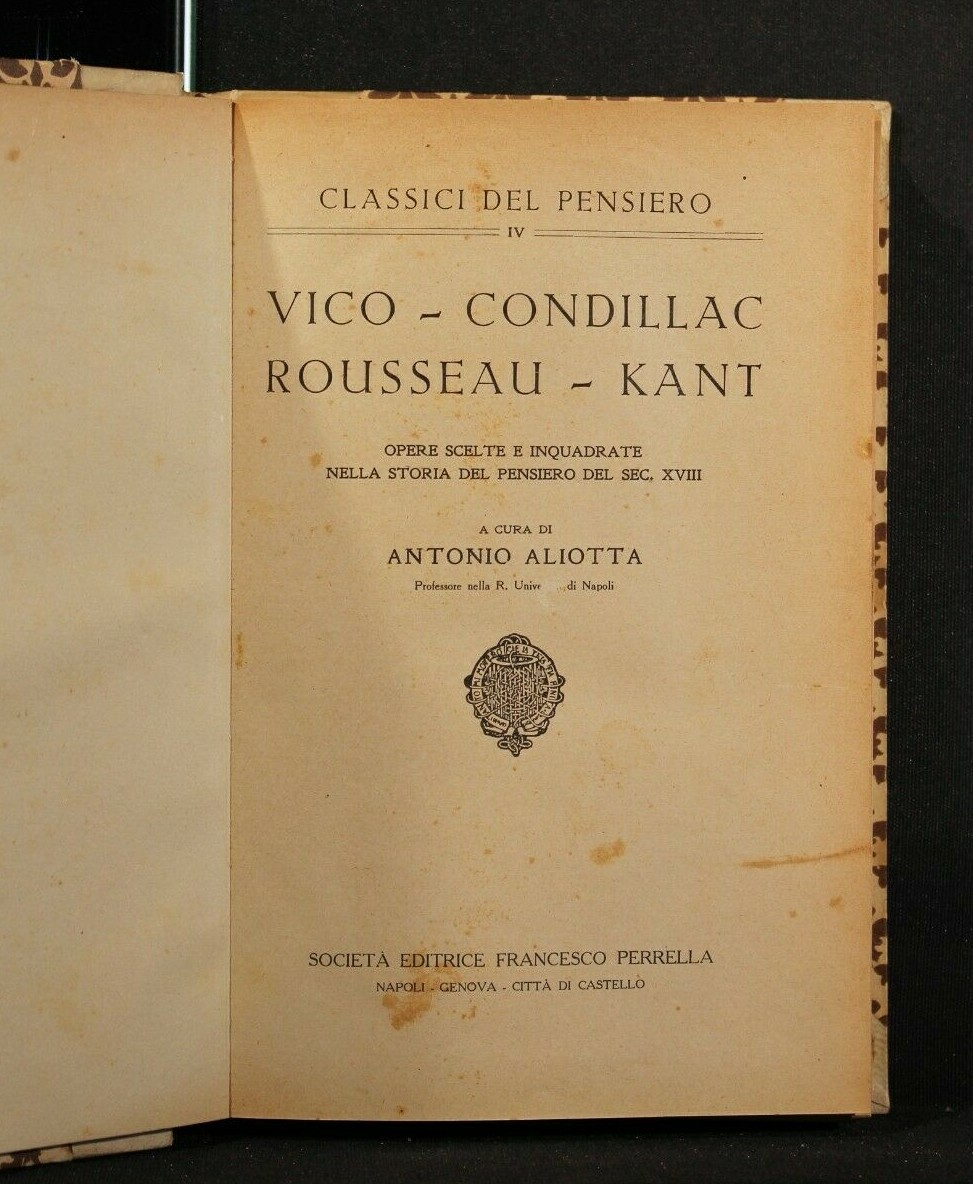 CLASSICI DEL PENSIERO
IV
VICO - CONDILLAC
ROUSSEAU - KANT
OPERE SCELTE E INQUADRATE
NELLA STORIA DEL PENSIERO DEL SEC. XVIII
A CURA DI
ANTONIO ALIOTTA
Professore nella R. di Napoli
SOCIETÀ EDITRICE FRANCESCO PERRELLA
NAPOLI - GENOVA - CITTÀ DI CASTELLO